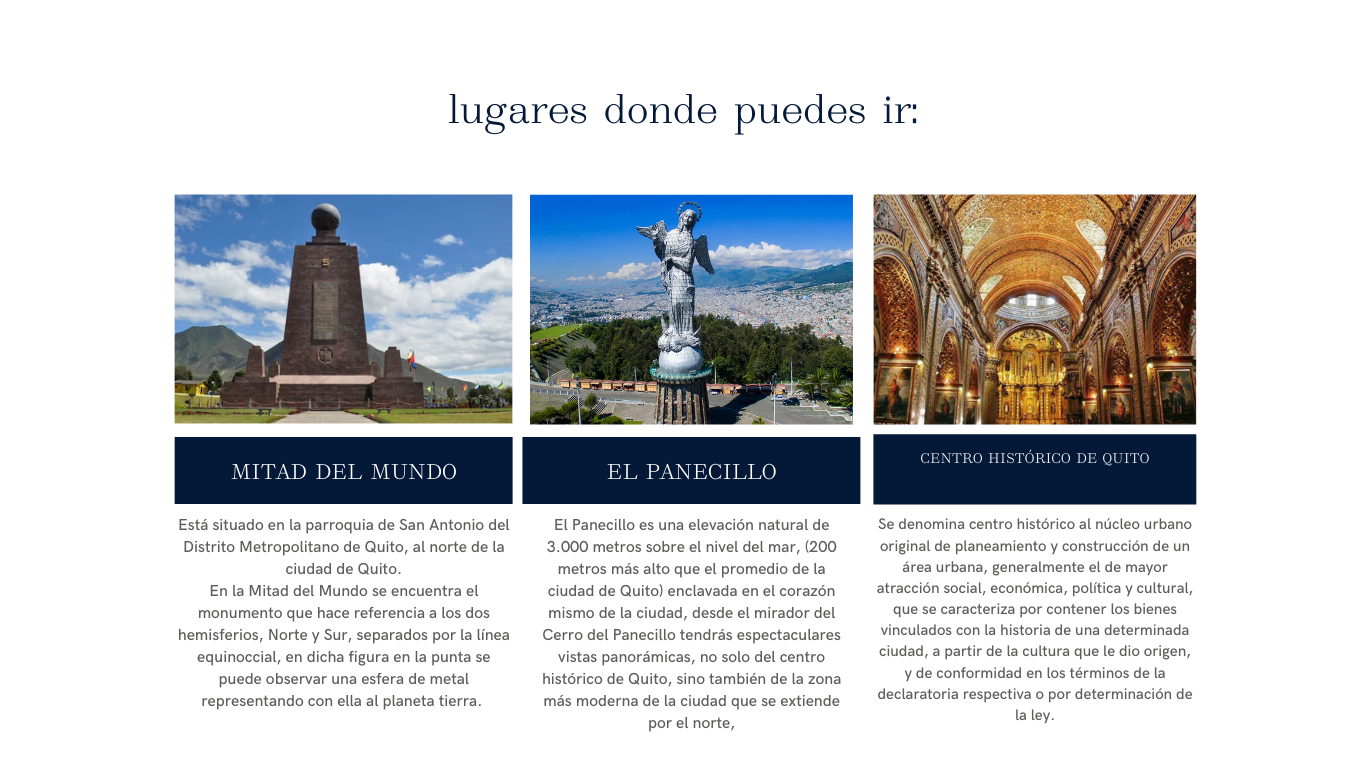 lugares donde puedes ir:
MITAD DEL MUNDO
Está situado en la parroquia de San Antonio del
Distrito Metropolitano de Quito, al norte de la
ciudad de Quito.
En la Mitad del Mundo se encuentra el
monumento que hace referencia a los dos
hemisferios, Norte y Sur, separados por la línea
equinoccial, en dicha figura en la punta se
puede observar una esfera de metal
representando con ella al planeta tierra.
EL PANECILLO
El Panecillo es una elevación natural de
3.000 metros sobre el nivel del mar, (200
metros más alto que el promedio de la
ciudad de Quito) enclavada en el corazón
mismo de la ciudad, desde el mirador del
Cerro del Panecillo tendrás espectaculares
vistas panorámicas, no solo del centro
histórico de Quito, sino también de la zona
más moderna de la ciudad que se extiende
por el norte,
CENTRO HISTÓRICO DE QUITO
Se denomina centro histórico al núcleo urbano
original de planeamiento y construcción de un
área urbana, generalmente el de mayor
atracción social, económica, política y cultural,
que se caracteriza por contener los bienes
vinculados con la historia de una determinada
ciudad, a partir de la cultura que le dio origen,
y de conformidad en los términos de la
declaratoria respectiva o por determinación de
la ley.